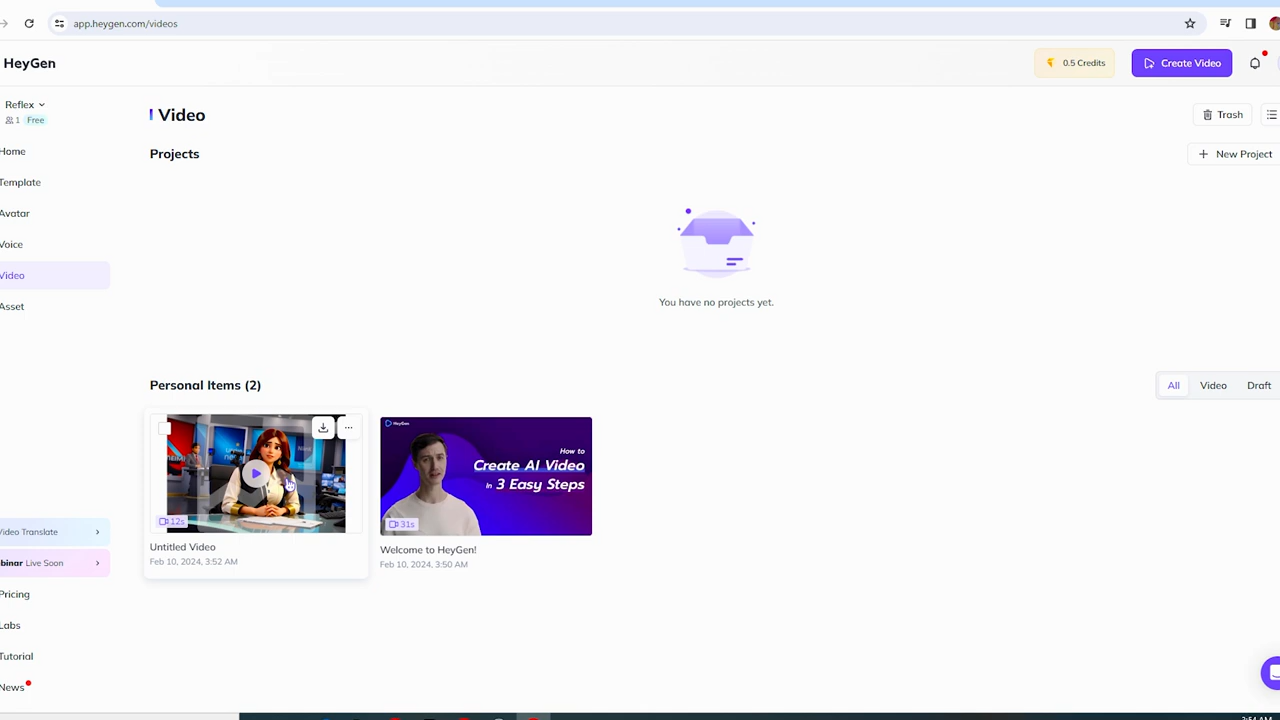 app.heygen.com/videos
HeyGen
0.5 Credits
Create Video
Reflex
1 Free
Home
Template
Avatar
Voice
Video
Asset
Video Translate
binar Live Soon
Pricing
Labs
Tutorial
News
Video
Trash
Projects
New Project
You have no projects yet.
Personal Items (2)
All
Video
Draft
12s
Untitled Video
Feb 10, 2024, 3:52 AM
HeyGen
How to
Create AI Video
in 3 Easy Steps
31s
Welcome to HeyGen!
Feb 10, 2024, 3:50 AM